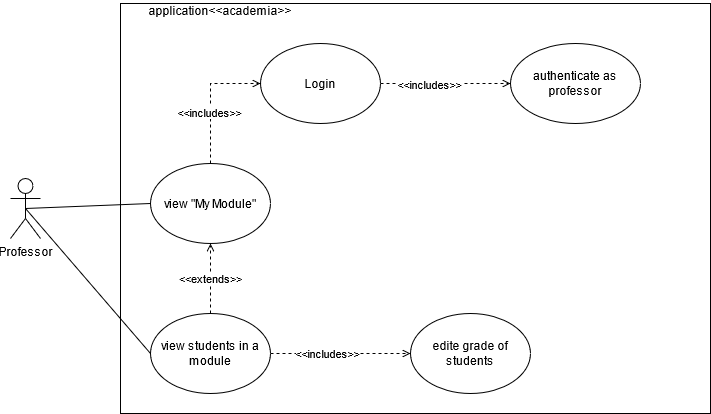 application<<academia>>
Login
<<includes>>
authenticate as
professor
<<includes>>
view "My Module"
Professor
<<extends>>
view students in a
module
<<includes>>
edite grade of
students